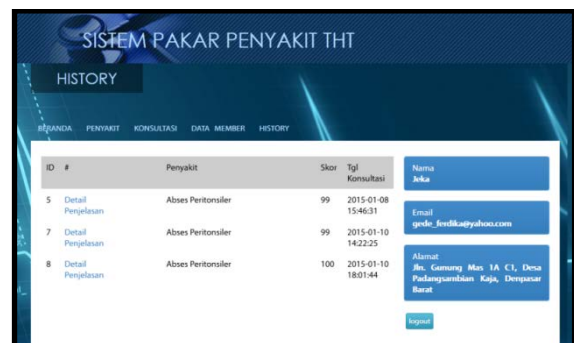 SISTEM PAKAR PENYAKIT THT
HISTORY
BERANDA PENYAKIT KONSULTASI DATA MEMBER HISTORY
ID # Penyakit Skor Tgl
Konsultasi
5 Detail Abses Peritonsiler 99 2015-01-08
Penjelasan 15:46:31
7 Detail Abses Peritonsiler 99 2015-01-10
Penjelasan 14:22:25
8 Detail Abses Peritonsiler 100 2015-01-10
Penjelasan 18:01:44
Nama
Jeka
Email
gede_ferdika@yahoo.com
Alamat
Jln. Gunung Mas 1A C1, Desa
Padangsambian Kaja, Denpasar
Barat
logout